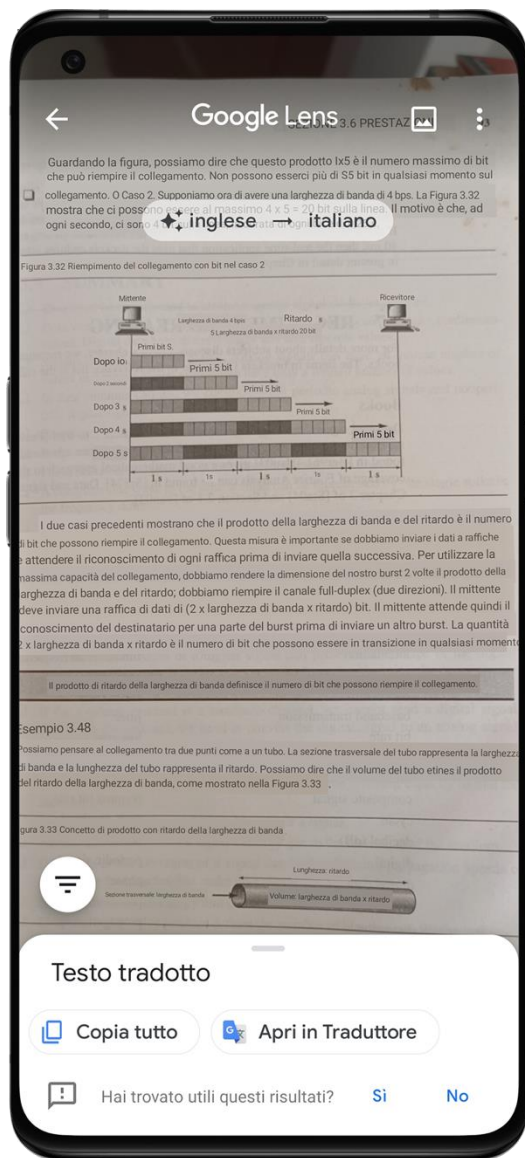 Google Lens
SEZIONE 3.6 PRESTAZ
Guardando la figura, possiamo dire che questo prodotto lx5 è il numero massimo di bit
che può riempire il collegamento. Non possono esserci più di S5 bit in qualsiasi momento sul
collegamento. O Caso 2. Supponiamo ora di avere una larghezza di banda di 4 bps. La Figura 3.32
mostra che ci possono essere al massimo 4 x 5 = 20 bit sulla linea. Il motivo è che, ad
ogni secondo, ci sono 4
inglese → italiano
Figura 3.32 Riempimento del collegamento con bit nel caso 2
Mittente
Ricevitore
Larghezza di banda 4 bps
Ritardo s
S Larghezza di banda x ritardo 20 bit
Primi bit S.
Dopo io
Primi 5 bit
Dopo 2 secondi
Primi 5 bit
Dopo 3 s
Primi 5 bit
Dopo 4 s
Primi 5 bit
Dopo 5 s
1 s 1s 1 s 1s 1 s
I due casi precedenti mostrano che il prodotto della larghezza di banda e del ritardo è il numero
di bit che possono riempire il collegamento. Questa misura è importante se dobbiamo inviare i dati a raffiche
e attendere il riconoscimento di ogni raffica prima di inviare quella successiva. Per utilizzare la
massima capacità del collegamento, dobbiamo rendere la dimensione del nostro burst 2 volte il prodotto della
larghezza di banda e del ritardo; dobbiamo riempire il canale full-duplex (due direzioni). Il mittente
deve inviare una raffica di dati di (2 x larghezza di banda x ritardo) bit. Il mittente attende quindi il
conoscimento del destinatario per una parte del burst prima di inviare un altro burst. La quantità
2 x larghezza di banda x ritardo è il numero di bit che possono essere in transizione in qualsiasi momento
Il prodotto di ritardo della larghezza di banda definisce il numero di bit che possono riempire il collegamento.
Esempio 3.48
Possiamo pensare al collegamento tra due punti come a un tubo. La sezione trasversale del tubo rappresenta la larghezza
di banda e la lunghezza del tubo rappresenta il ritardo. Possiamo dire che il volume del tubo etines il prodotto
del ritardo della larghezza di banda, come mostrato nella Figura 3.33 .
gura 3.33 Concetto di prodotto con ritardo della larghezza di banda
Lunghezza: ritardo
Sezione trasversale: larghezza di banda
Volume: larghezza di banda x ritardo
Testo tradotto
Copia tutto
Apri in Traduttore
Hai trovato utili questi risultati? Sì No